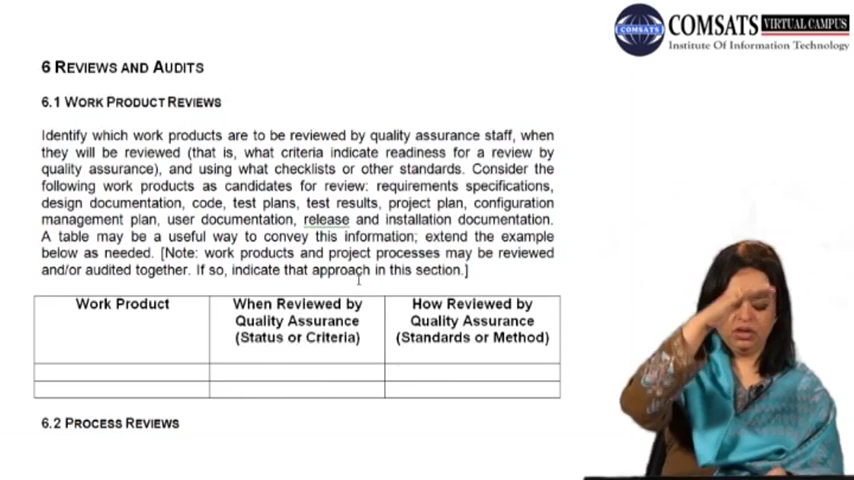 COMSATS VIRTUAL CAMPUS
COMSATS
Institute Of Information Technology
6 REVIEWS AND AUDITS
6.1 WORK PRODUCT REVIEWS
Identify which work products are to be reviewed by quality assurance staff, when
they will be reviewed (that is, what criteria indicate readiness for a review by
quality assurance), and using what checklists or other standards. Consider the
following work products as candidates for review: requirements specifications,
design documentation, code, test plans, test results, project plan, configuration
management plan, user documentation, release and installation documentation.
A table may be a useful way to convey this information; extend the example
below as needed. [Note: work products and project processes may be reviewed
and/or audited together. If so, indicate that approach in this section.]
Work Product
When Reviewed by
Quality Assurance
(Status or Criteria)
How Reviewed by
Quality Assurance
(Standards or Method)
6.2 PROCESS REVIEWS